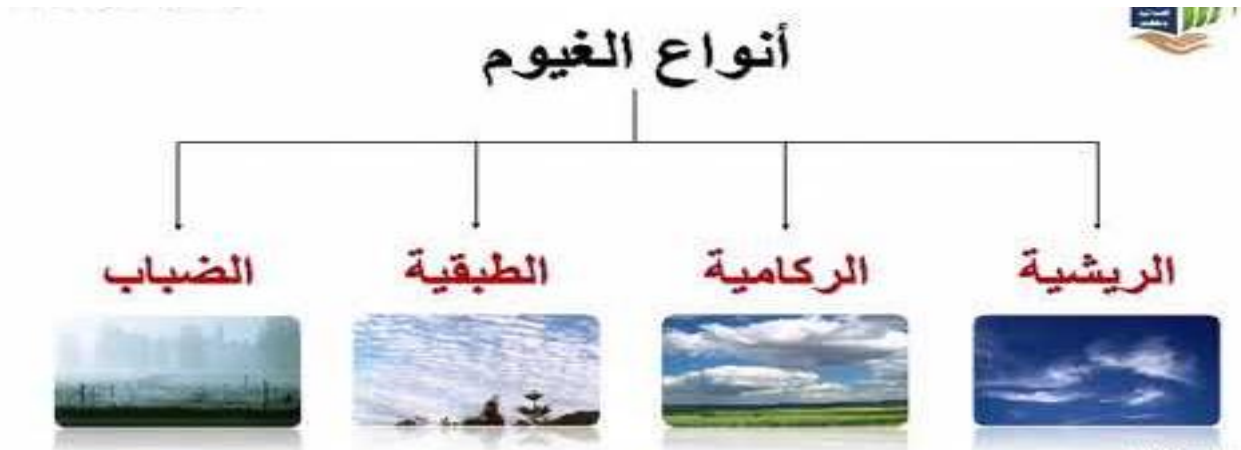 أنواع الغيوم
الريشية
الركامية
الطبقية
الضباب